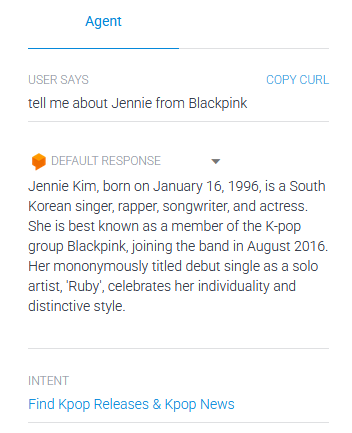 Agent
USER SAYS COPY CURL
tell me about Jennie from Blackpink
DEFAULT RESPONSE
Jennie Kim, born on January 16, 1996, is a South
Korean singer, rapper, songwriter, and actress.
She is best known as a member of the K-pop
group Blackpink, joining the band in August 2016.
Her mononymously titled debut single as a solo
artist, 'Ruby', celebrates her individuality and
distinctive style.
INTENT
Find Kpop Releases & Kpop News